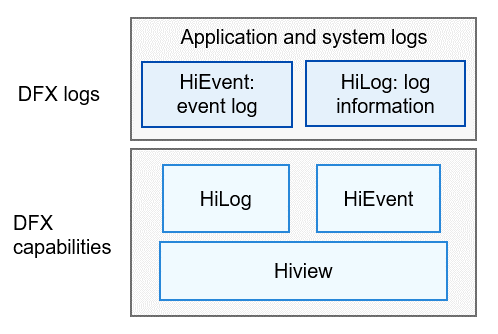 Application and system logs
DFX logs
HiEvent:
event log
HiLog: log
information
DFX
capabilities
HiLog
HiEvent
Hiview